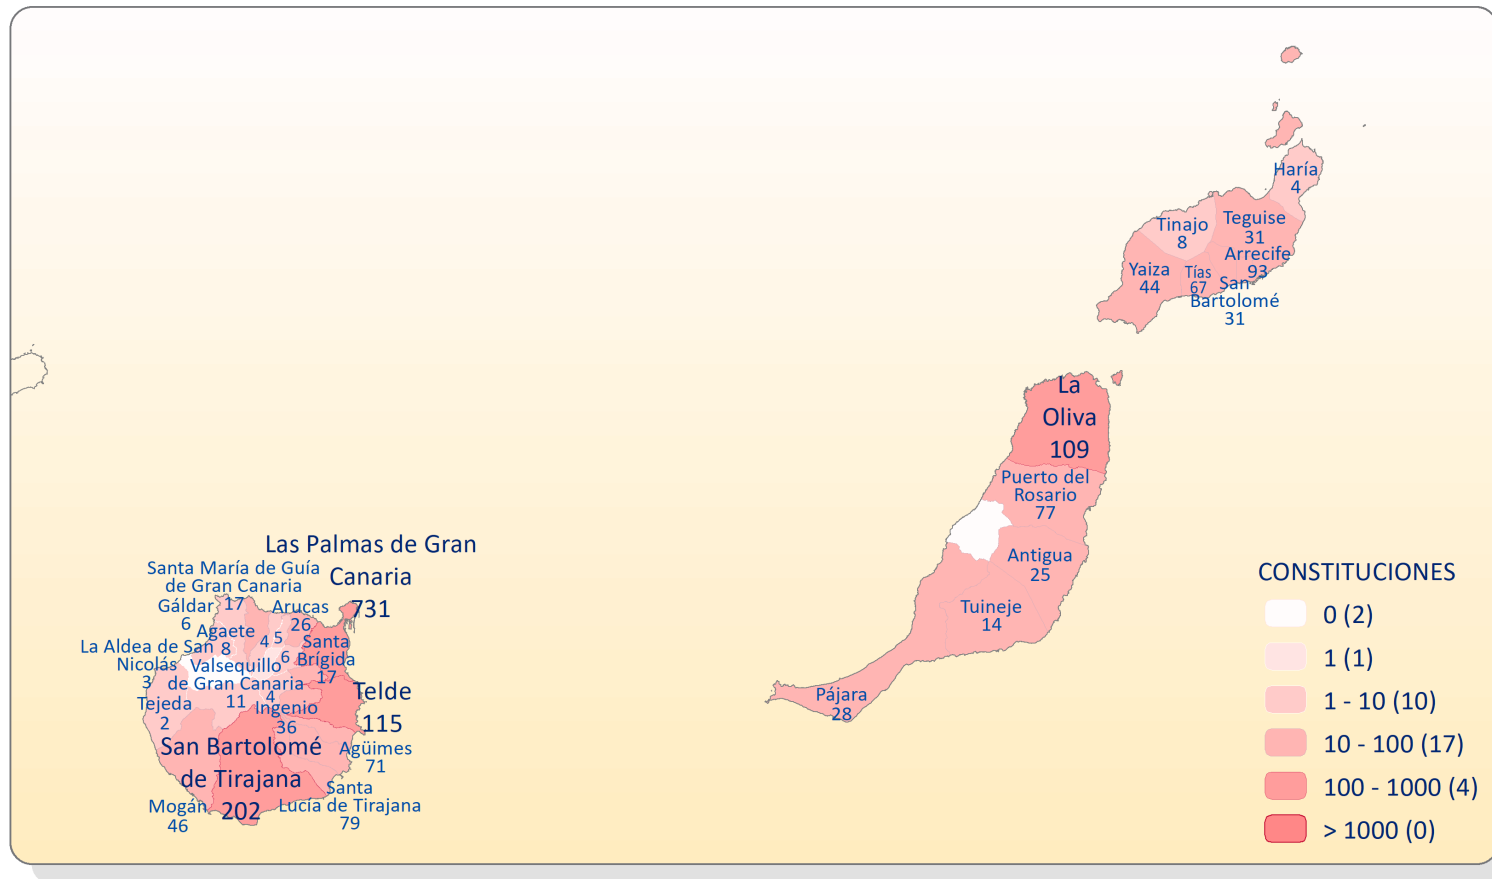 Haría
4
Teguise
31
Tinajo
8
Arrecife
93
Yaiza
44
Tías
67
San
Bartolomé
31
La
Oliva
109
Puerto del
Rosario
77
Antigua
25
Tuineje
14
Pájara
28
Las Palmas de Gran
Canaria
731
Santa María de Guía
de Gran Canaria
17
Gáldar
6
Arucas
26
Agaete
8
4
5
Santa
Brígida
17
La Aldea de San
Nicolás
3
6
Valsequillo
de Gran Canaria
11
4
Tejeda
2
Ingenio
36
Telde
115
San Bartolomé
de Tirajana
202
Agüimes
71
Santa
Lucía de Tirajana
79
Mogán
46
CONSTITUCIONES
0 (2)
1 (1)
1 - 10 (10)
10 - 100 (17)
100 - 1000 (4)
> 1000 (0)